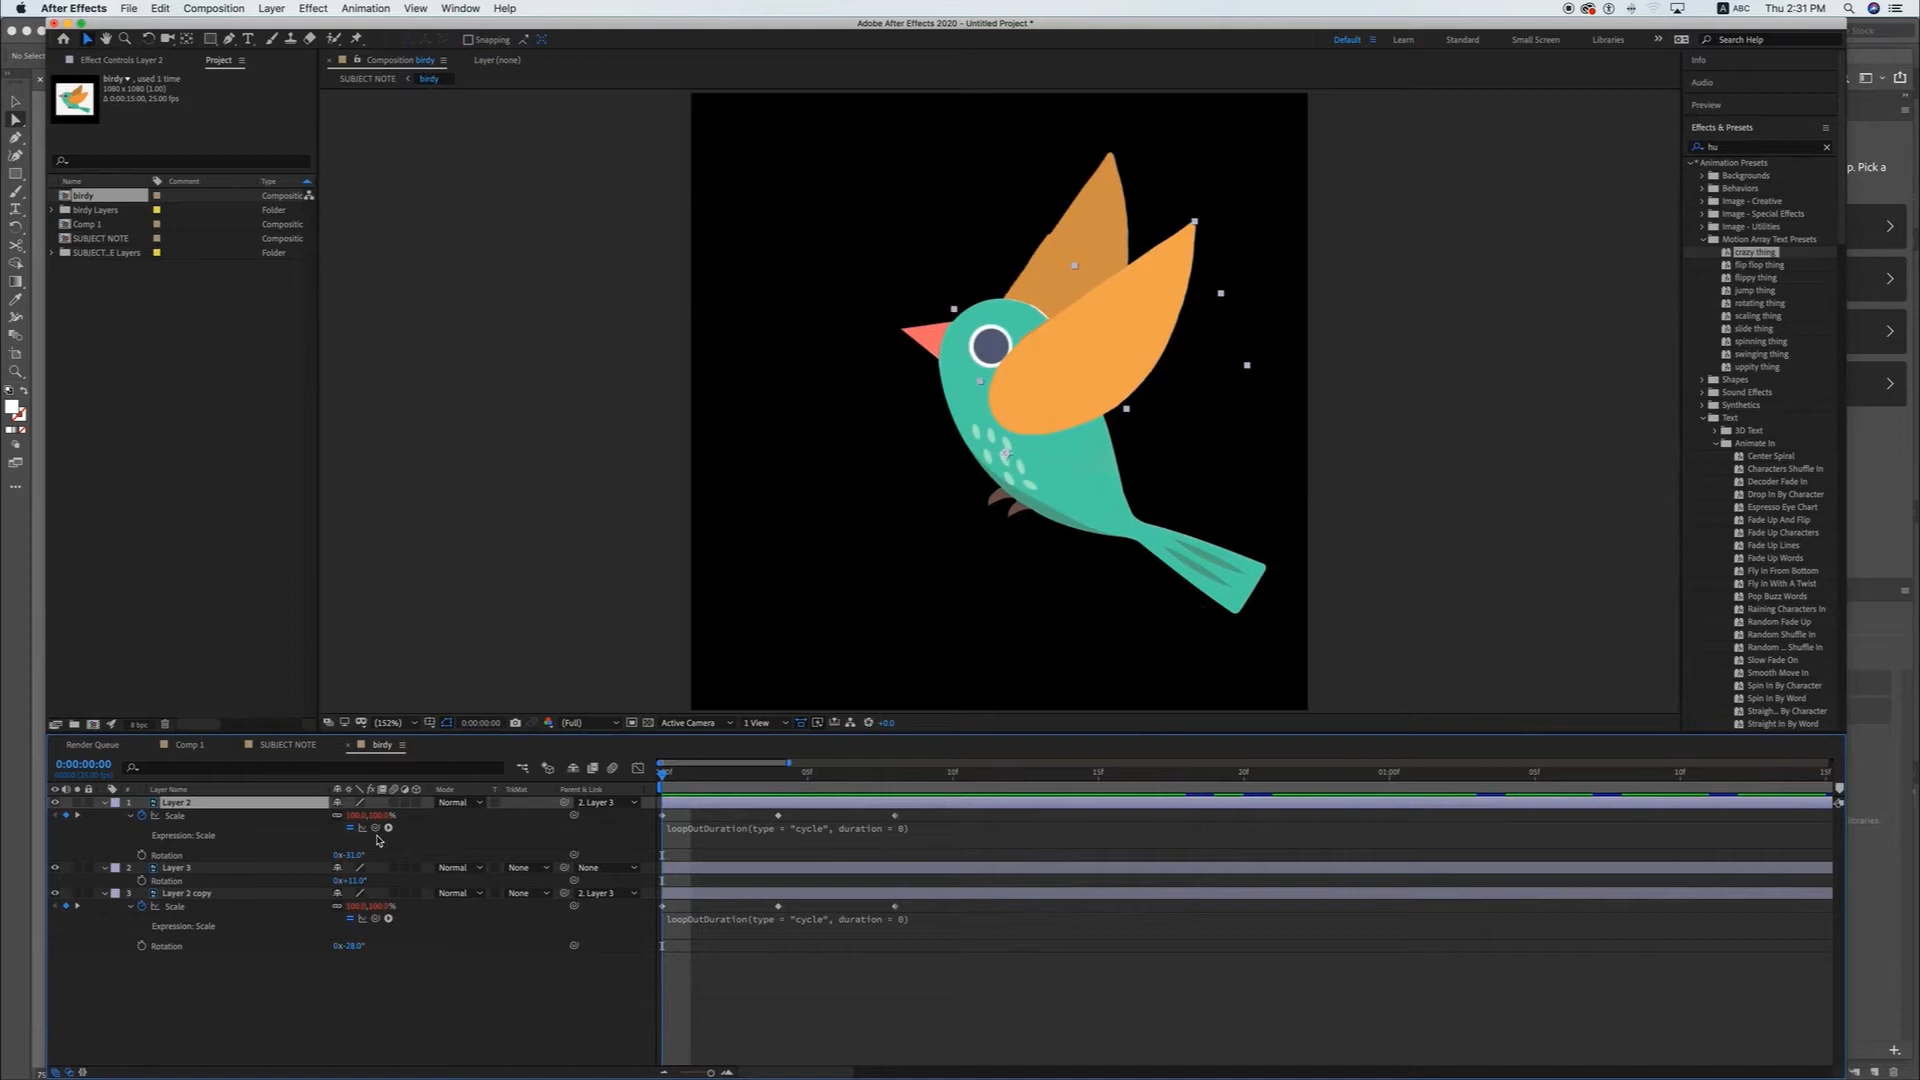 After Effects File Edit Composition Layer Effect Animation View Window Help
ABC Thu 2:31 PM
Adobe After Effects 2020 - Untitled Project *
Snapping
Default Learn Standard Small Screen Libraries Search Help
Effect Controls Layer 2 Project
Composition birdy Layer (none)
SUBJECT NOTE birdy
birdy, used 1 time
1080 x 1080 (1.00)
Δ 0:00:15:00, 25.00 fps
Name Comment Type
birdy Compositic
birdy Layers Folder
Comp 1 Compositic
SUBJECT NOTE Compositic
SUBJECT...E Layers Folder
8 bpc
(152%) 0:00:00:00 (Full) Active Camera 1 View +0.0
Info
Audio
Preview
Effects & Presets
hu
* Animation Presets
Backgrounds
Behaviors
Image - Creative
Image - Special Effects
Image - Utilities
Motion Array Text Presets
crazy thing
flip flop thing
flippy thing
jump thing
rotating thing
scaling thing
slide thing
spinning thing
swinging thing
uppity thing
Shapes
Sound Effects
Synthetics
Text
3D Text
Animate In
Center Spiral
Characters Shuffle In
Decoder Fade In
Drop In By Character
Espresso Eye Chart
Fade Up And Flip
Fade Up Characters
Fade Up Lines
Fade Up Words
Fly In From Bottom
Fly In With A Twist
Pop Buzz Words
Raining Characters In
Random Fade Up
Random Shuffle In
Random ... Shuffle In
Slow Fade On
Smooth Move In
Spin In By Character
Spin In By Word
Straigh... By Character
Straight In By Word
p. Pick a
Render Queue Comp 1 SUBJECT NOTE birdy
0:00:00:00
00000 (25.00 fps)
05f 10f 15f 20f 01:00f 05f 10f 15f
# Layer Name Mode T TrkMat Parent & Link
1 Layer 2 Normal 2. Layer 3
Scale 100.0,100.0%
Expression: Scale loopOutDuration(type = "cycle", duration = 0)
Rotation 0x-31.0°
2 Layer 3 Normal None None
Rotation 0x+11.0°
3 Layer 2 copy Normal None 2. Layer 3
Scale 100.0,100.0%
Expression: Scale loopOutDuration(type = "cycle", duration = 0)
Rotation 0x-28.0°